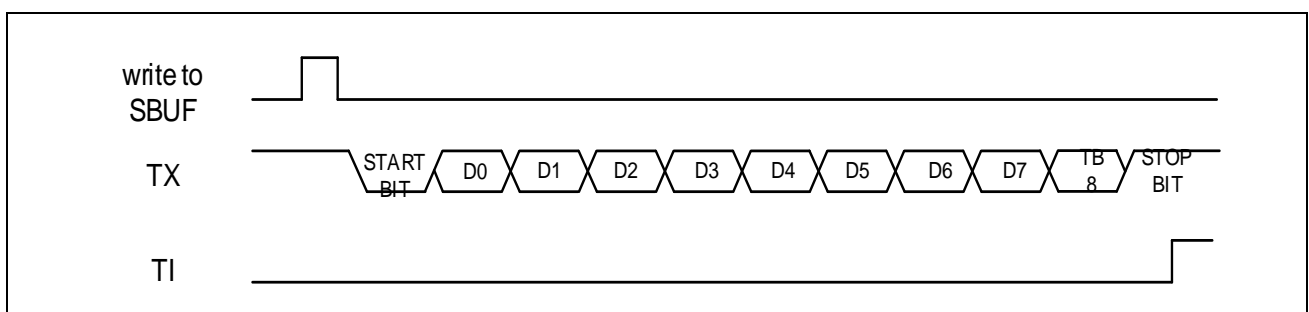 write to
SBUF
TX
START
BIT
D0
D1
D2
D3
D4
D5
D6
D7
TB
8
STOP
BIT
TI